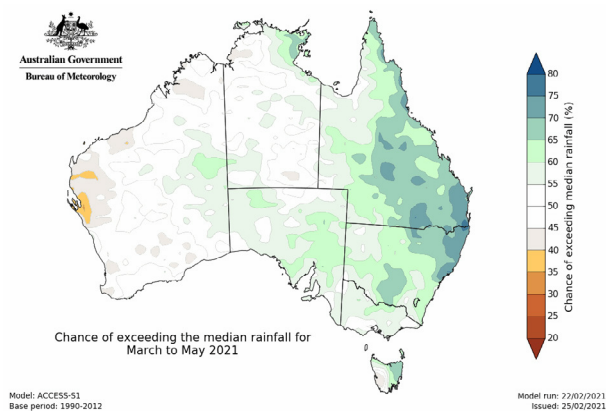 Australian Government
Bureau of Meteorology
80
75
70
65
60
55
50
45
40
35
30
25
20
Chance of exceeding median rainfall (%)
Chance of exceeding the median rainfall for
March to May 2021
Model: ACCESS-S1
Base period: 1990-2012
Model run: 22/02/2021
Issued: 25/02/2021